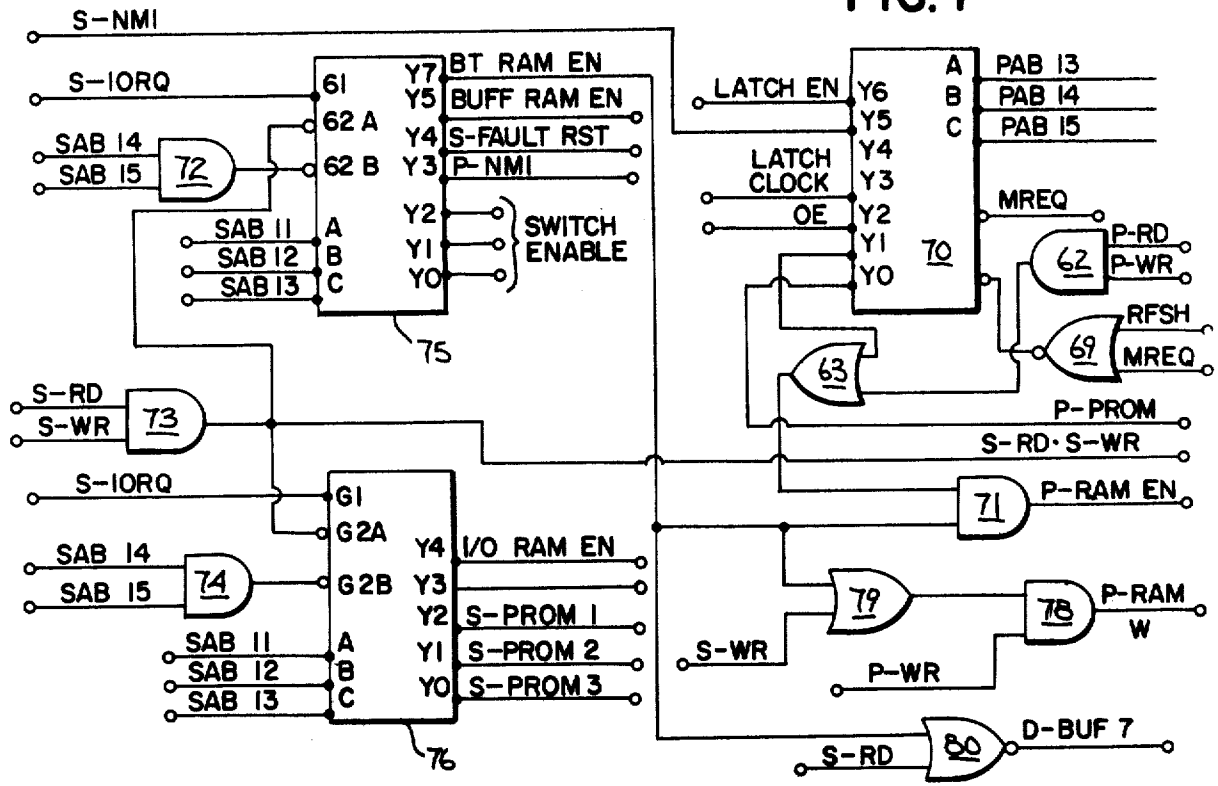 FIG. 7
S-NMI
S-IORQ
61
62 A
62 B
SAB 14
SAB 15
72
SAB 11
SAB 12
SAB 13
A
B
C
Y7
Y5
Y4
Y3
Y2
Y1
Y0
BT RAM EN
BUFF RAM EN
S-FAULT RST
P-NMI
SWITCH
ENABLE
75
LATCH EN
LATCH
CLOCK
OE
Y6
Y5
Y4
Y3
Y2
Y1
Y0
70
A
B
C
PAB 13
PAB 14
PAB 15
MREQ
62
P-RD
P-WR
RFSH
69
MREQ
63
P-PROM
S-RD·S-WR
S-RD
S-WR
73
S-IORQ
G1
G2A
G2B
SAB 14
SAB 15
74
SAB 11
SAB 12
SAB 13
A
B
C
Y4
Y3
Y2
Y1
Y0
I/O RAM EN
S-PROM 1
S-PROM 2
S-PROM 3
76
71
P-RAM EN
79
S-WR
78
P-RAM
W
P-WR
80
S-RD
D-BUF 7